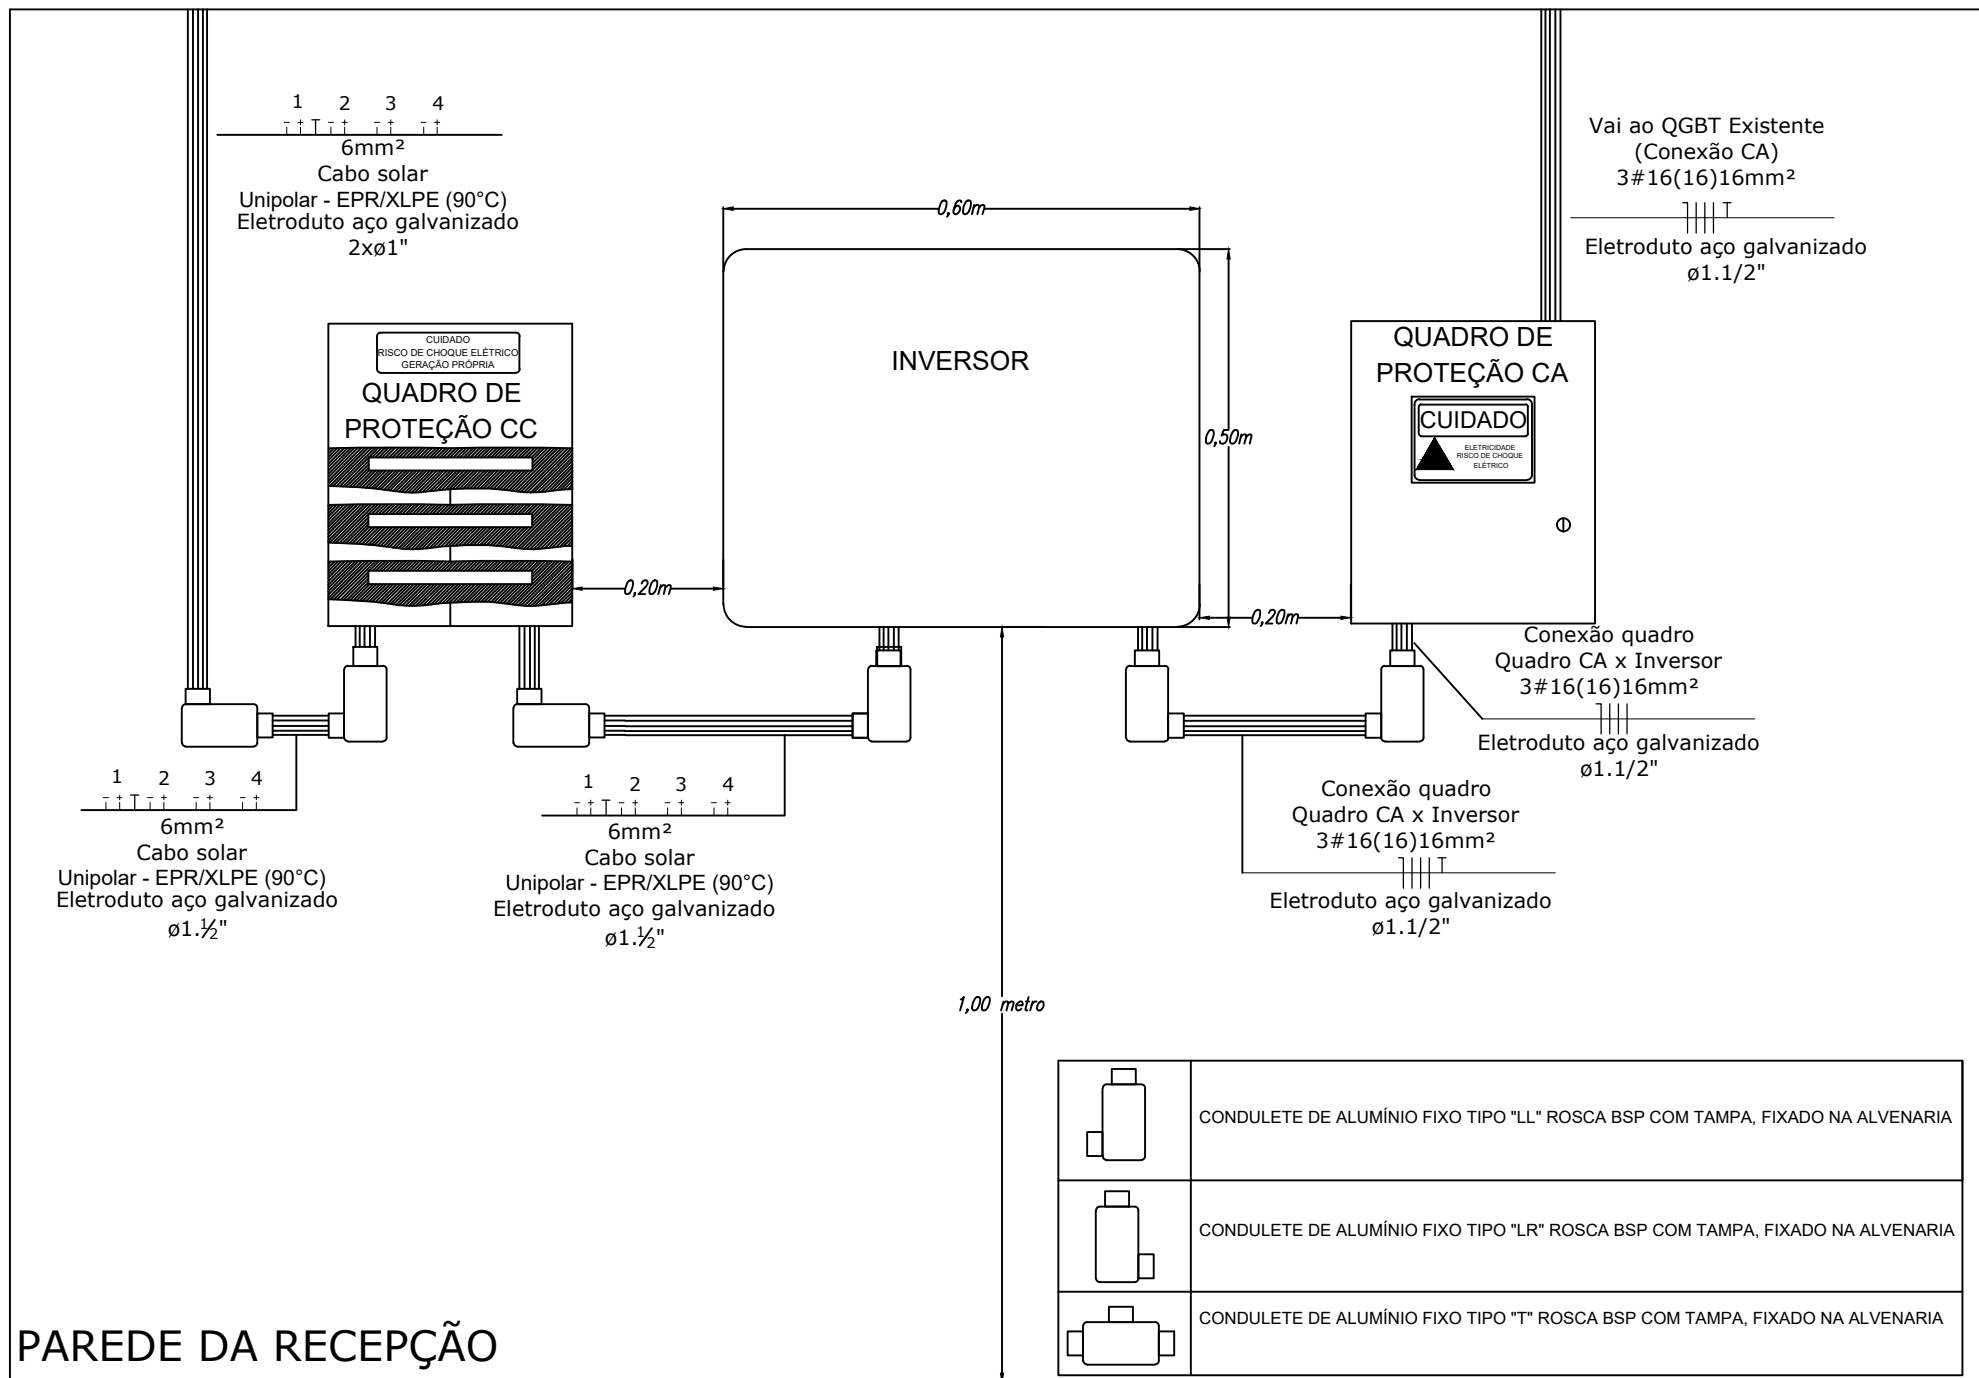 1 2 3 4
- + - + - + - +
6mm²
Cabo solar
Unipolar - EPR/XLPE (90°C)
Eletroduto aço galvanizado
2xø1"
Vai ao QGBT Existente
(Conexão CA)
3#16(16)16mm²
Eletroduto aço galvanizado
ø1.1/2"
0,60m
CUIDADO
RISCO DE CHOQUE ELÉTRICO
GERAÇÃO PRÓPRIA
QUADRO DE
PROTEÇÃO CC
INVERSOR
0,50m
QUADRO DE
PROTEÇÃO CA
CUIDADO
ELETRICIDADE
RISCO DE CHOQUE
ELÉTRICO
0,20m
0,20m
Conexão quadro
Quadro CA x Inversor
3#16(16)16mm²
Eletroduto aço galvanizado
ø1.1/2"
1 2 3 4
- + - + - + - +
6mm²
Cabo solar
Unipolar - EPR/XLPE (90°C)
Eletroduto aço galvanizado
ø1.½"
1 2 3 4
- + - + - + - +
6mm²
Cabo solar
Unipolar - EPR/XLPE (90°C)
Eletroduto aço galvanizado
ø1.½"
Conexão quadro
Quadro CA x Inversor
3#16(16)16mm²
Eletroduto aço galvanizado
ø1.1/2"
1,00 metro
CONDULETE DE ALUMÍNIO FIXO TIPO "LL" ROSCA BSP COM TAMPA, FIXADO NA ALVENARIA
CONDULETE DE ALUMÍNIO FIXO TIPO "LR" ROSCA BSP COM TAMPA, FIXADO NA ALVENARIA
CONDULETE DE ALUMÍNIO FIXO TIPO "T" ROSCA BSP COM TAMPA, FIXADO NA ALVENARIA
PAREDE DA RECEPÇÃO